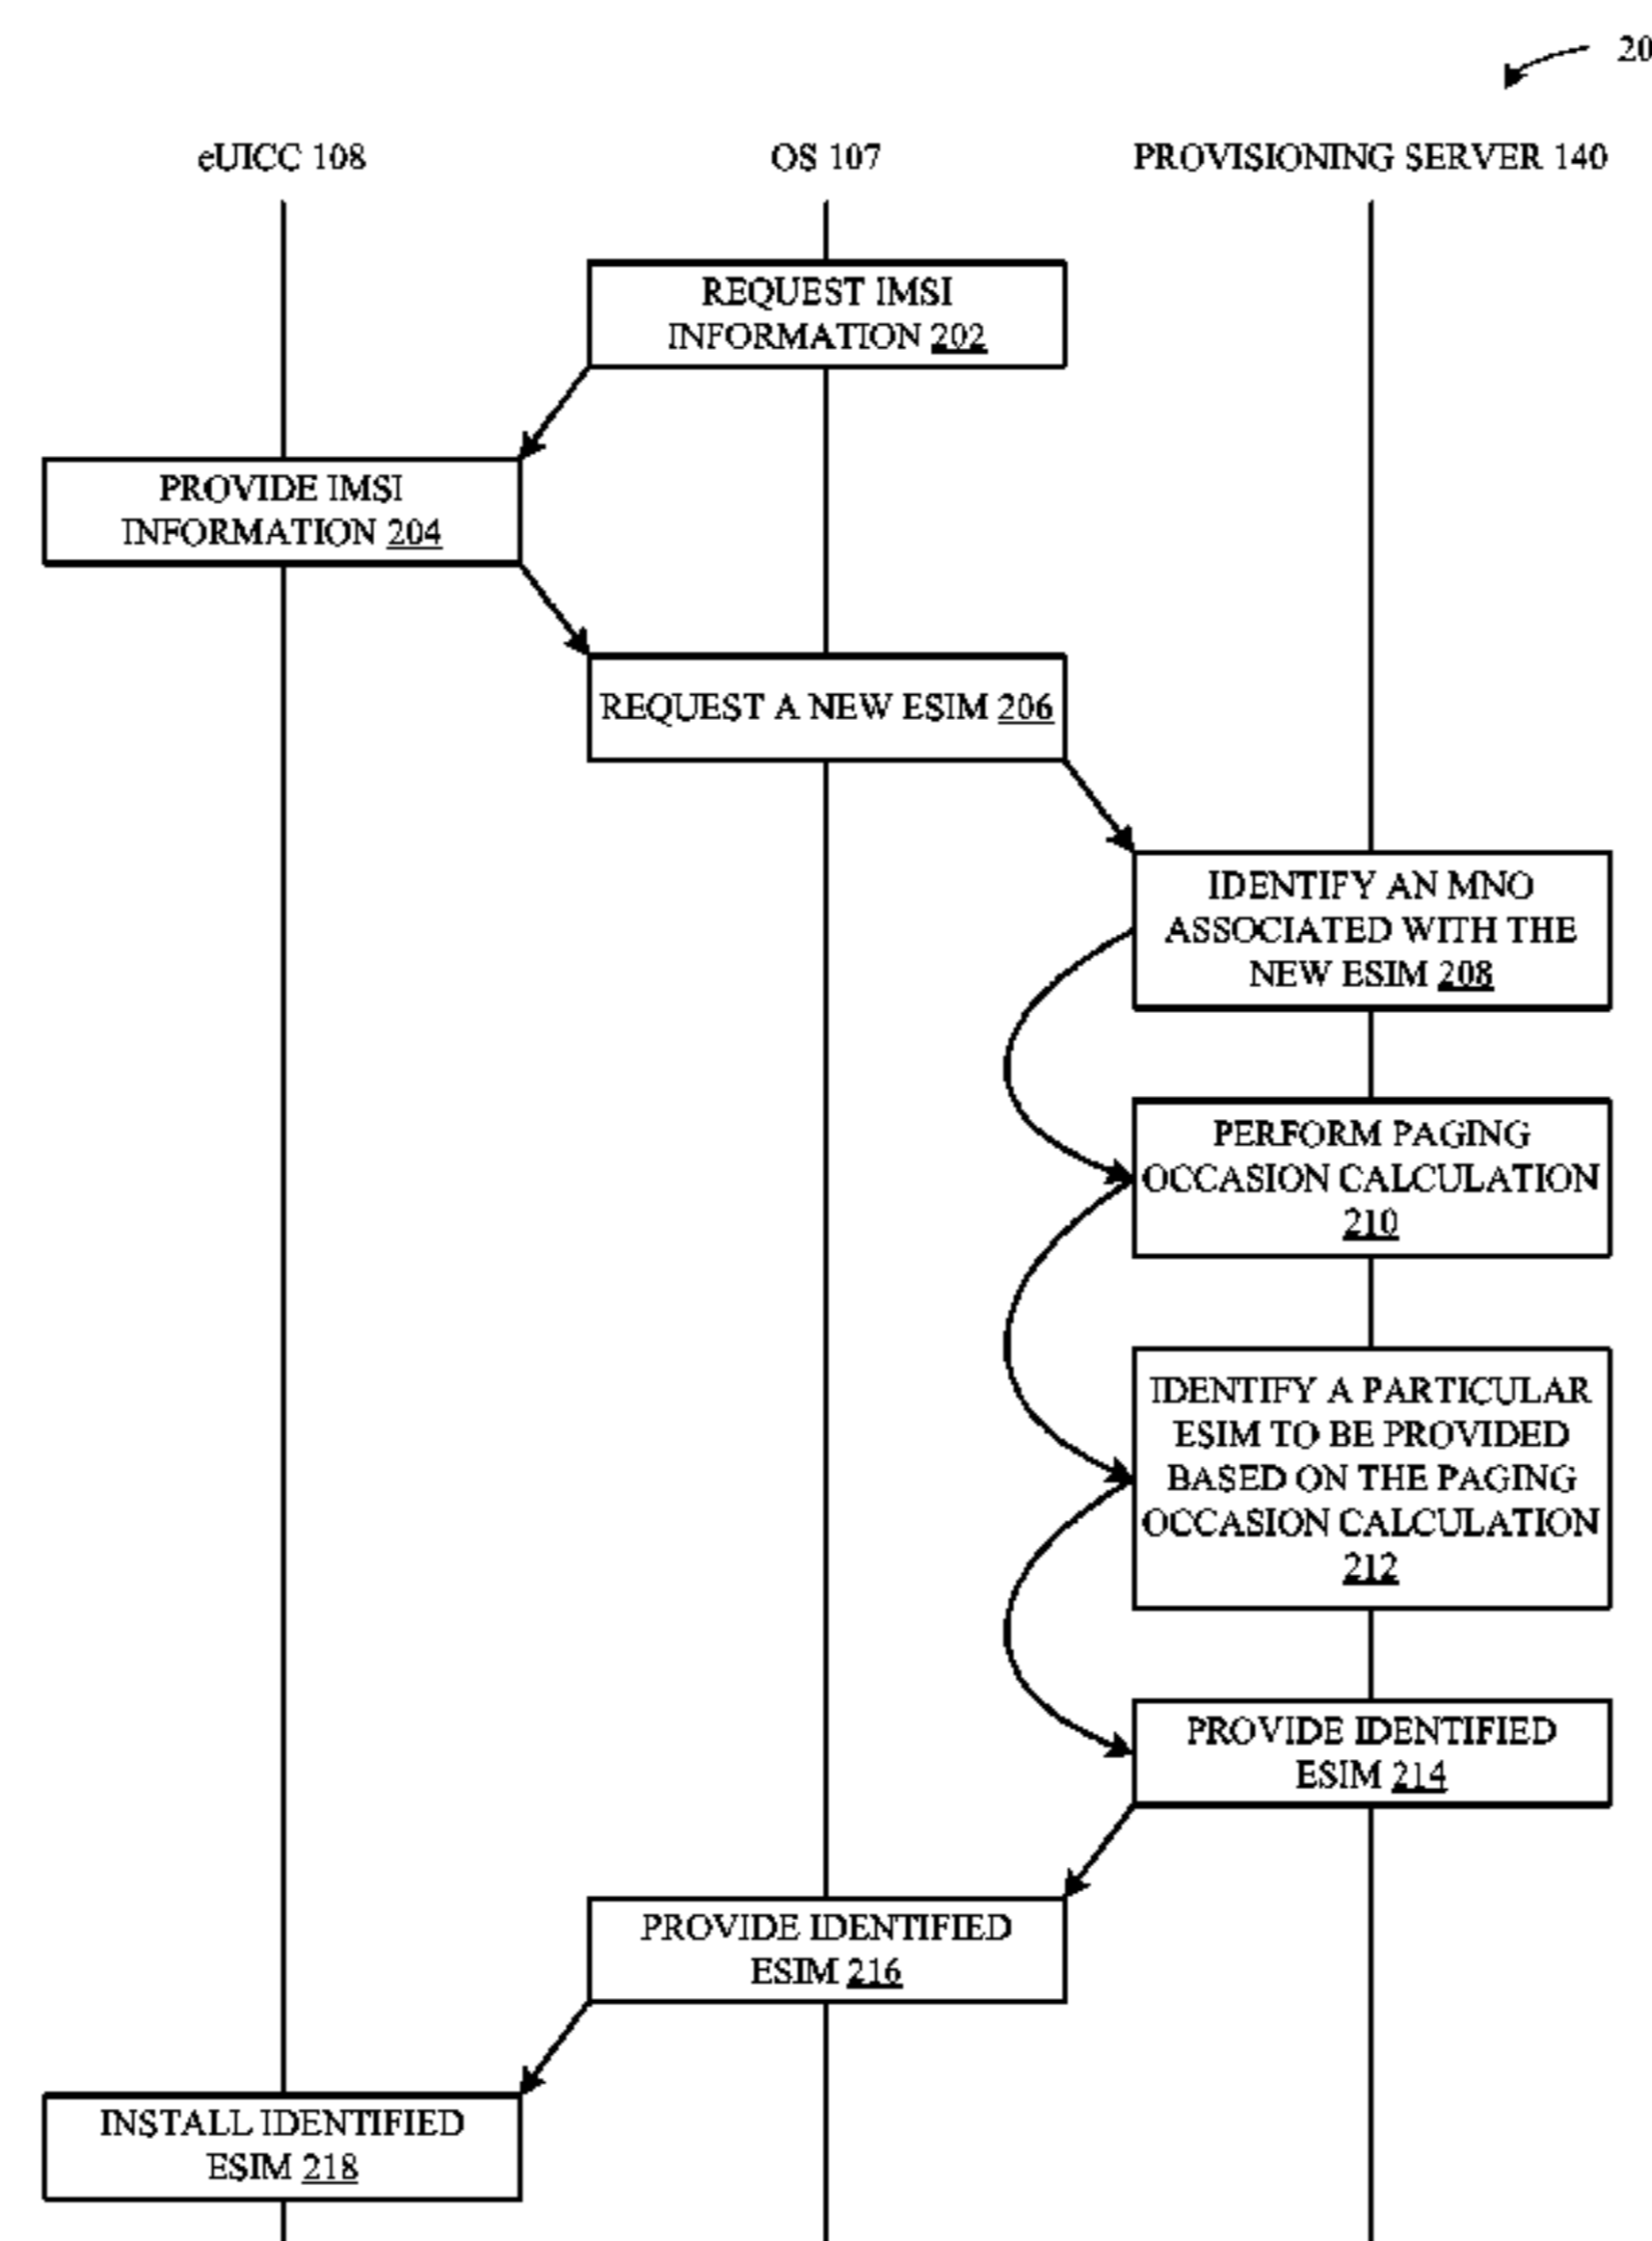 20
eUICC 108
OS 107
PROVISIONING SERVER 140
REQUEST IMSI
INFORMATION 202
PROVIDE IMSI
INFORMATION 204
REQUEST A NEW ESIM 206
IDENTIFY AN MNO
ASSOCIATED WITH THE
NEW ESIM 208
PERFORM PAGING
OCCASION CALCULATION
210
IDENTIFY A PARTICULAR
ESIM TO BE PROVIDED
BASED ON THE PAGING
OCCASION CALCULATION
212
PROVIDE IDENTIFIED
ESIM 214
PROVIDE IDENTIFIED
ESIM 216
INSTALL IDENTIFIED
ESIM 218